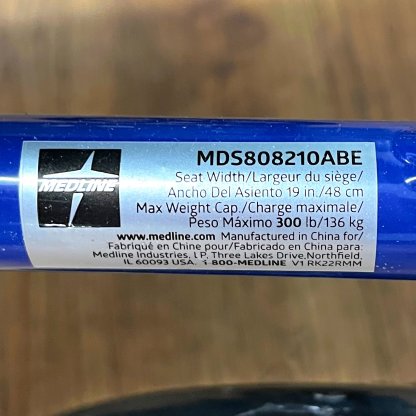 MEDLINE
MDS808210ABE
Seat Width/Largeur du siège/
Ancho Del Asiento 19 in./48 cm
Max Weight Cap./Charge maximale/
Peso Máximo 300 lb/136 kg
www.medline.com Manufactured in China for/
Fabriqué en Chine pour/Fabricado en China para:
Medline Industries, LP, Three Lakes Drive, Northfield,
IL 60093 USA. 1-800-MEDLINE V1 RK22RMM